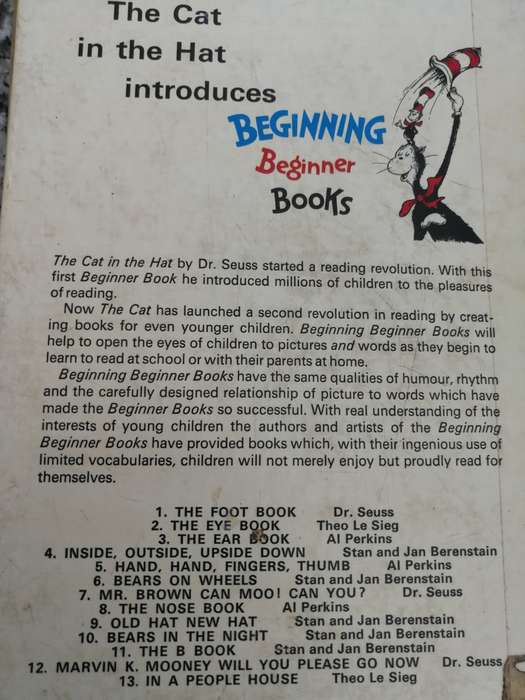 The Cat
in the Hat
introduces
BEGINNING
Beginner
BOOKS
The Cat in the Hat by Dr. Seuss started a reading revolution. With this
first Beginner Book he introduced millions of children to the pleasures
of reading.
Now The Cat has launched a second revolution in reading by creat-
ing books for even younger children. Beginning Beginner Books will
help to open the eyes of children to pictures and words as they begin to
learn to read at school or with their parents at home.
Beginning Beginner Books have the same qualities of humour, rhythm
and the carefully designed relationship of picture to words which have
made the Beginner Books so successful. With real understanding of the
interests of young children the authors and artists of the Beginning
Beginner Books have provided books which, with their ingenious use of
limited vocabularies, children will not merely enjoy but proudly read for
themselves.
1. THE FOOT BOOK Dr. Seuss
2. THE EYE BOOK Theo Le Sieg
3. THE EAR BOOK Al Perkins
4. INSIDE, OUTSIDE, UPSIDE DOWN Stan and Jan Berenstain
5. HAND, HAND, FINGERS, THUMB Al Perkins
6. BEARS ON WHEELS Stan and Jan Berenstain
7. MR. BROWN CAN MOO! CAN YOU? Dr. Seuss
8. THE NOSE BOOK Al Perkins
9. OLD HAT NEW HAT Stan and Jan Berenstain
10. BEARS IN THE NIGHT Stan and Jan Berenstain
11. THE B BOOK Stan and Jan Berenstain
12. MARVIN K. MOONEY WILL YOU PLEASE GO NOW Dr. Seuss
13. IN A PEOPLE HOUSE Theo Le Sieg